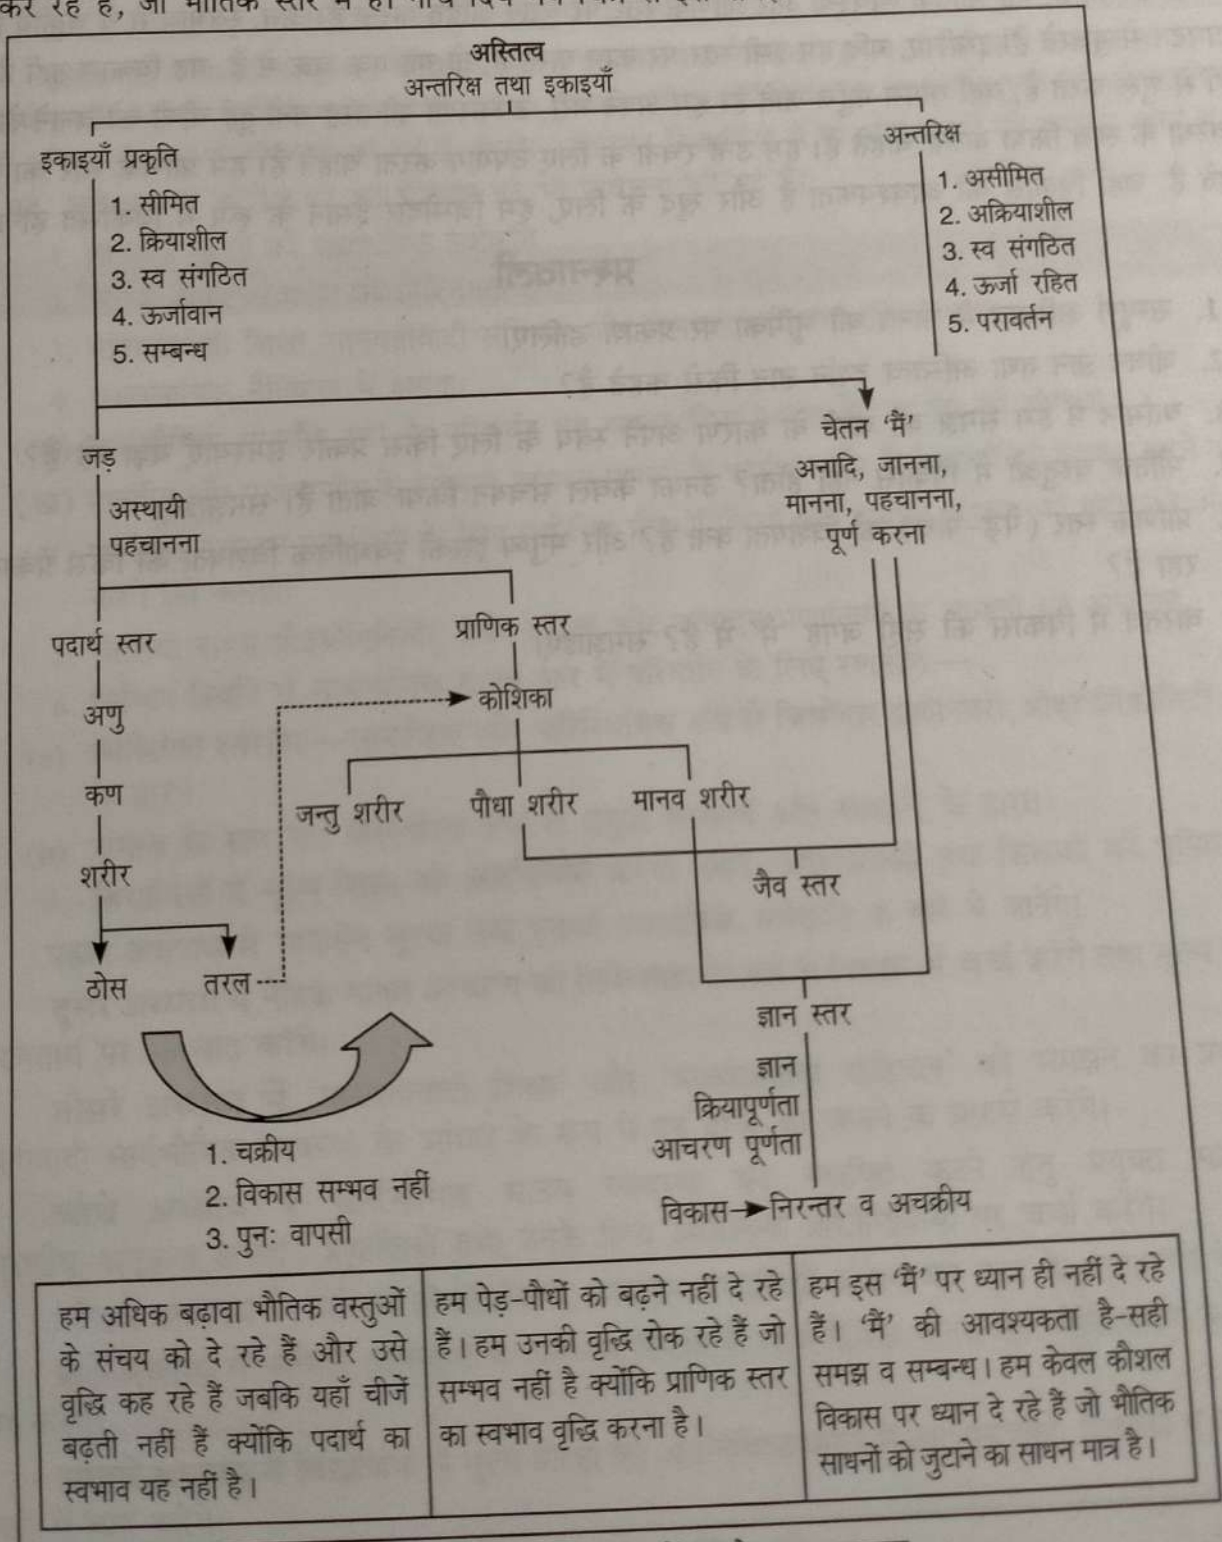 कर रहे हैं, जो भौतिक स्तर
अस्तित्व
अन्तरिक्ष तथा इकाइयाँ
इकाइयाँ प्रकृति
1. सीमित
2. क्रियाशील
3. स्व संगठित
4. ऊर्जावान
5. सम्बन्ध
अन्तरिक्ष
1. असीमित
2. अक्रियाशील
3. स्व संगठित
4. ऊर्जा रहित
5. परावर्तन
जड़
अस्थायी
पहचानना
चेतन ‘मैं’
अनादि, जानना,
मानना, पहचानना,
पूर्ण करना
पदार्थ स्तर
अणु
कण
शरीर
ठोस
तरल
प्राणिक स्तर
कोशिका
जन्तु शरीर
पौधा शरीर
मानव शरीर
जैव स्तर
ज्ञान स्तर
ज्ञान
क्रियापूर्णता
आचरण पूर्णता
विकास→निरन्तर व अचक्रीय
1. चक्रीय
2. विकास सम्भव नहीं
3. पुनः वापसी
हम अधिक बढ़ावा भौतिक वस्तुओं
के संचय को दे रहे हैं और उसे
वृद्धि कह रहे हैं जबकि यहाँ चीजें
बढ़ती नहीं हैं क्योंकि पदार्थ का
स्वभाव यह नहीं है।
हम पेड़-पौधों को बढ़ने नहीं दे रहे
हैं। हम उनकी वृद्धि रोक रहे हैं जो
सम्भव नहीं है क्योंकि प्राणिक स्तर
का स्वभाव वृद्धि करना है।
हम इस ‘मैं’ पर ध्यान ही नहीं दे रहे
हैं। ‘मैं’ की आवश्यकता है-सही
समझ व सम्बन्ध। हम केवल कौशल
विकास पर ध्यान दे रहे हैं जो भौतिक
साधनों को जुटाने का साधन मात्र है।